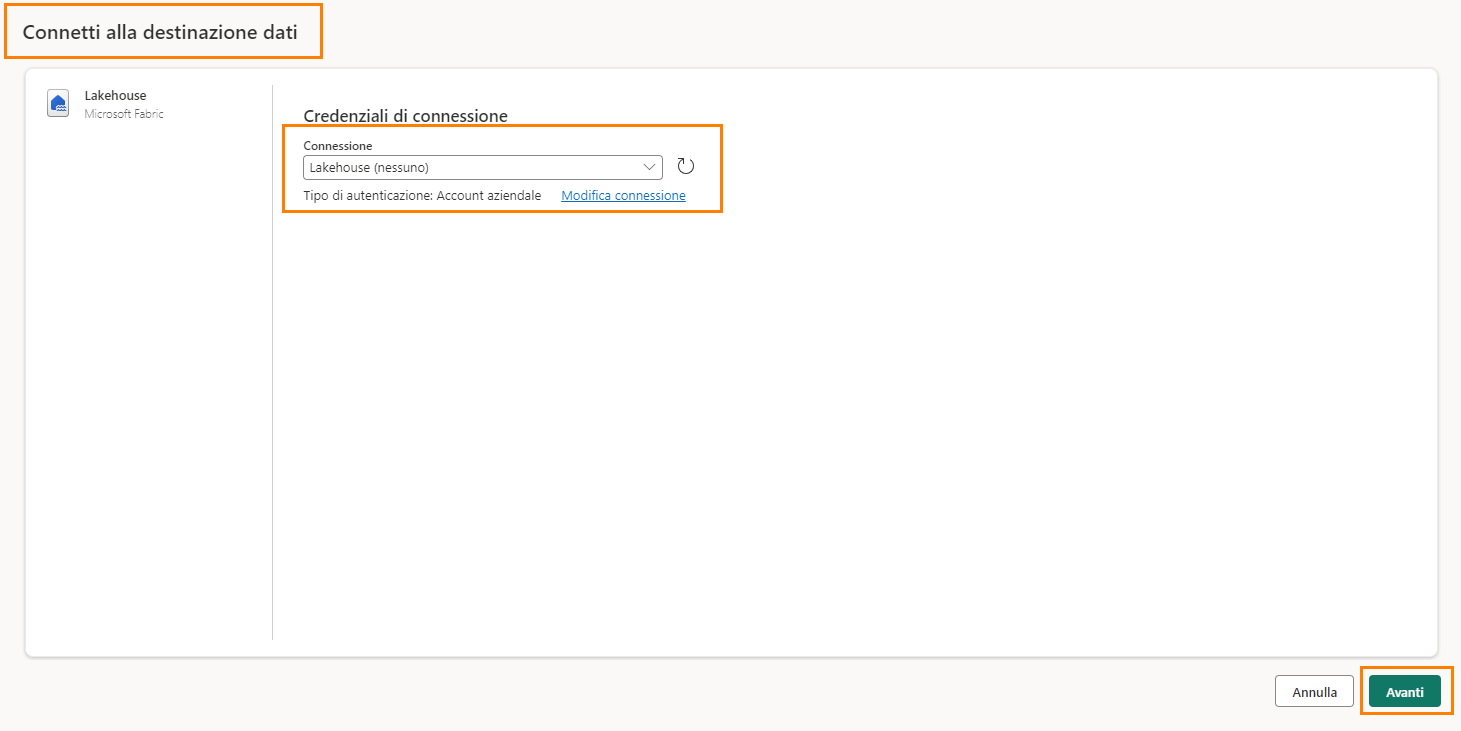 Connetti alla destinazione dati
Lakehouse
Microsoft Fabric
Credenziali di connessione
Connessione
Lakehouse (nessuno)
Tipo di autenticazione: Account aziendale Modifica connessione
Annulla Avanti